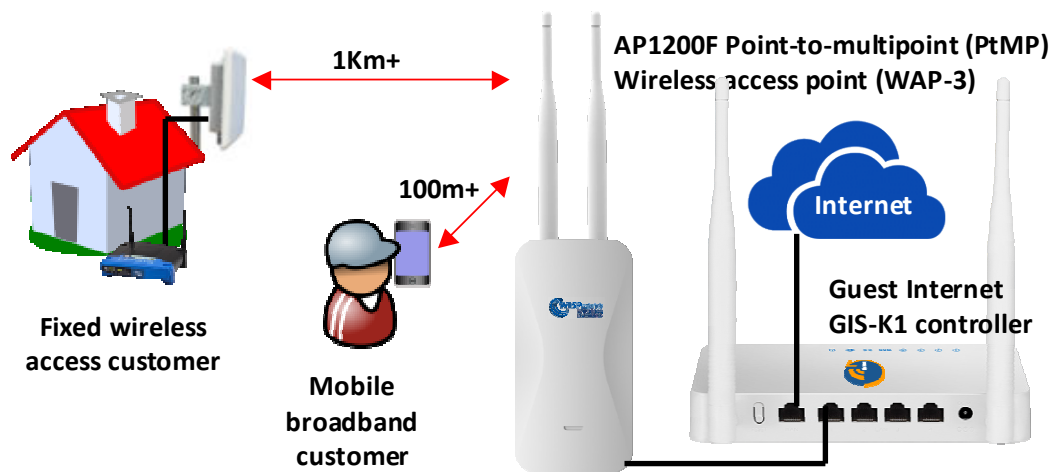 1Km+
AP1200F Point-to-multipoint (PtMP)
Wireless access point (WAP-3)
100m+
Internet
Guest Internet
GIS-K1 controller
Fixed wireless
access customer
Mobile
broadband
customer